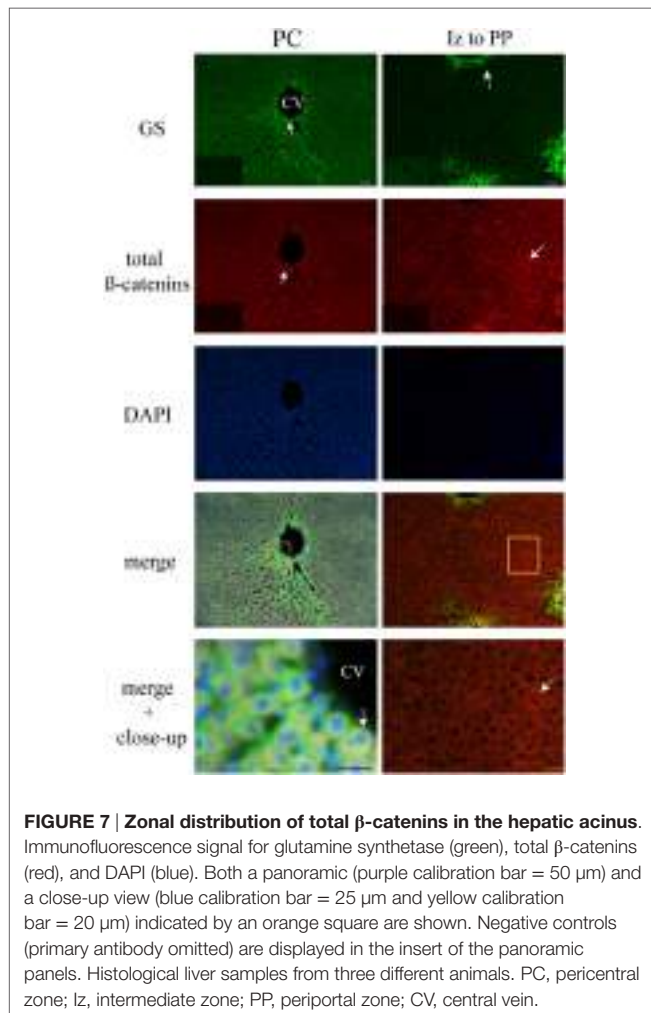 PC
Iz to PP
GS
CV
total
ß-catenins
DAPI
merge
merge
+
close-up
CV
FIGURE 7 | Zonal distribution of total β-catenins in the hepatic acinus.
Immunofluorescence signal for glutamine synthetase (green), total β-catenins
(red), and DAPI (blue). Both a panoramic (purple calibration bar = 50 µm) and
a close-up view (blue calibration bar = 25 µm and yellow calibration
bar = 20 µm) indicated by an orange square are shown. Negative controls
(primary antibody omitted) are displayed in the insert of the panoramic
panels. Histological liver samples from three different animals. PC, pericentral
zone; Iz, intermediate zone; PP, periportal zone; CV, central vein.